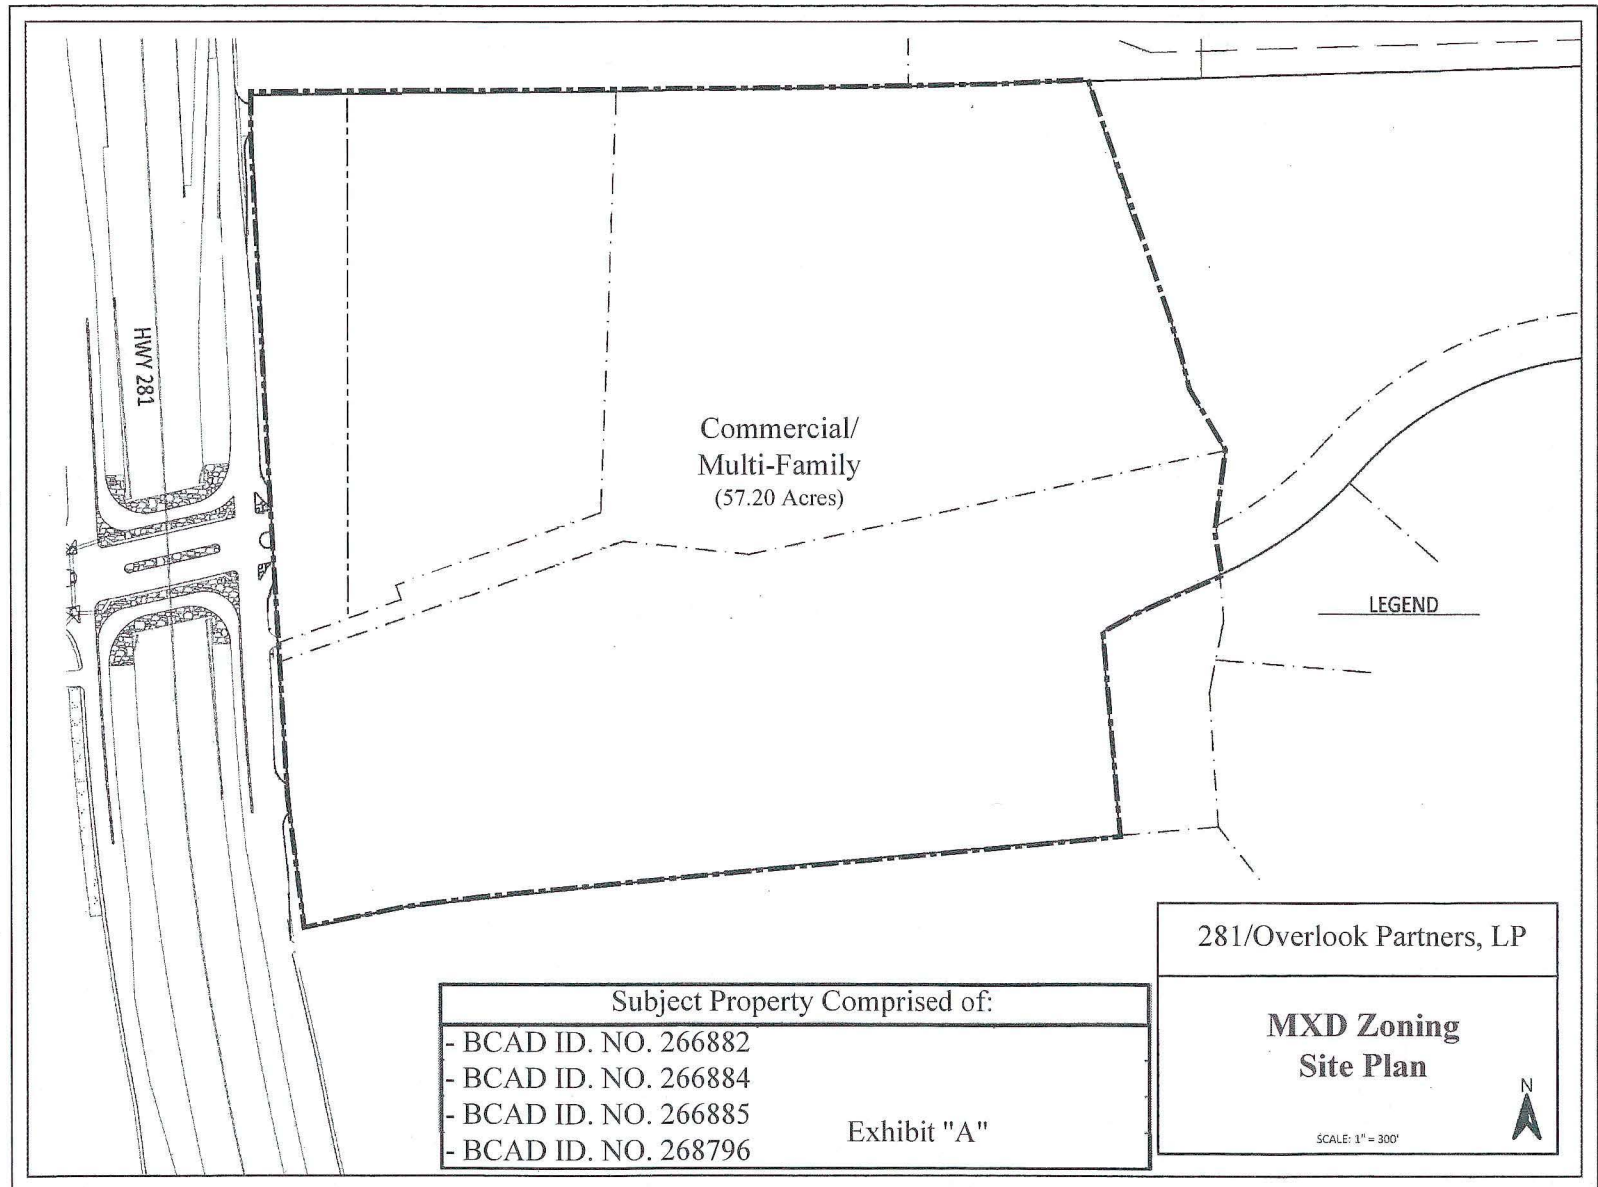 HWY 281
Commercial/
Multi-Family
(57.20 Acres)
LEGEND
281/Overlook Partners, LP
MXD Zoning
Site Plan
N
SCALE: 1" = 300'
Subject Property Comprised of:
- BCAD ID. NO. 266882
- BCAD ID. NO. 266884
- BCAD ID. NO. 266885
- BCAD ID. NO. 268796
Exhibit "A"